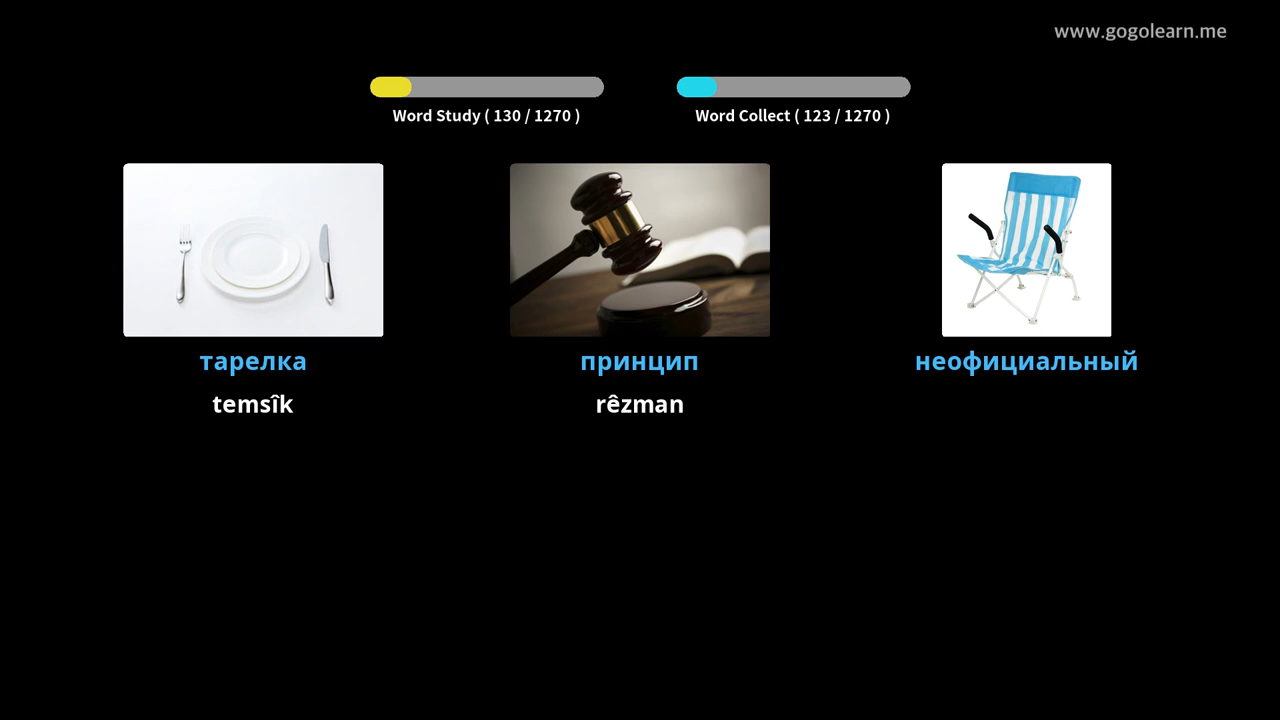 www.gogolearn.me
Word Study ( 130 / 1270 )
Word Collect ( 123 / 1270 )
тарелка
принцип
неофициальный
temsîk
rêzman